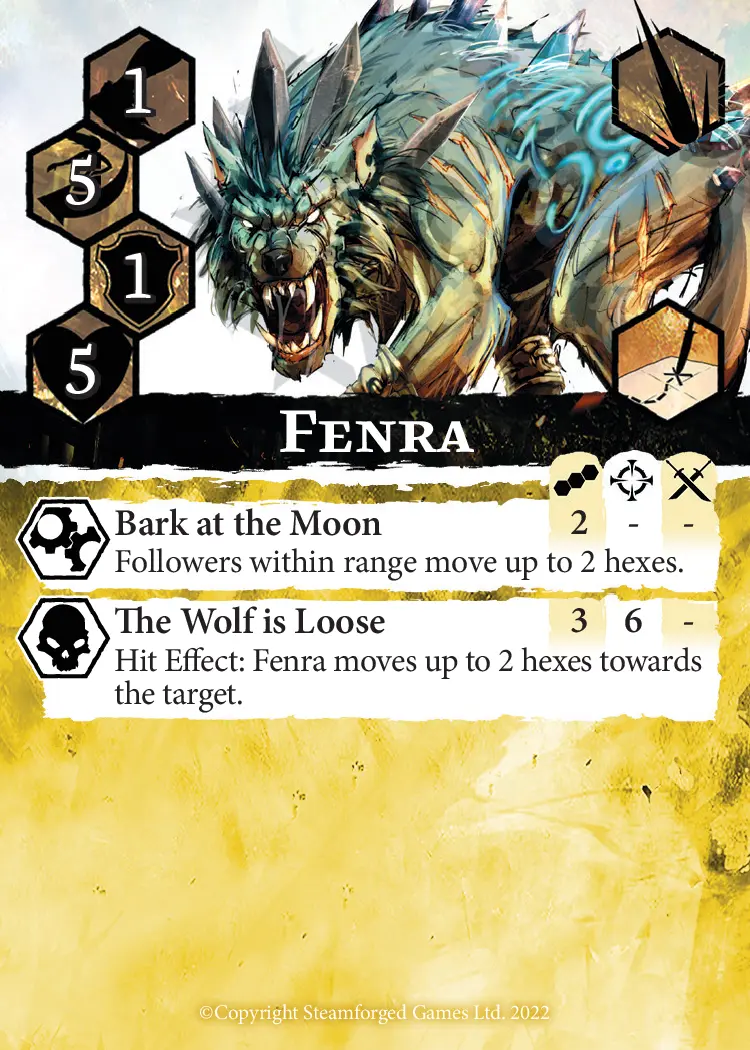 1
5
1
5
FENRA
Bark at the Moon 2 - -
Followers within range move up to 2 hexes.
The Wolf is Loose 3 6 -
Hit Effect: Fenra moves up to 2 hexes towards
the target.
©Copyright Steamforged Games Ltd. 2022